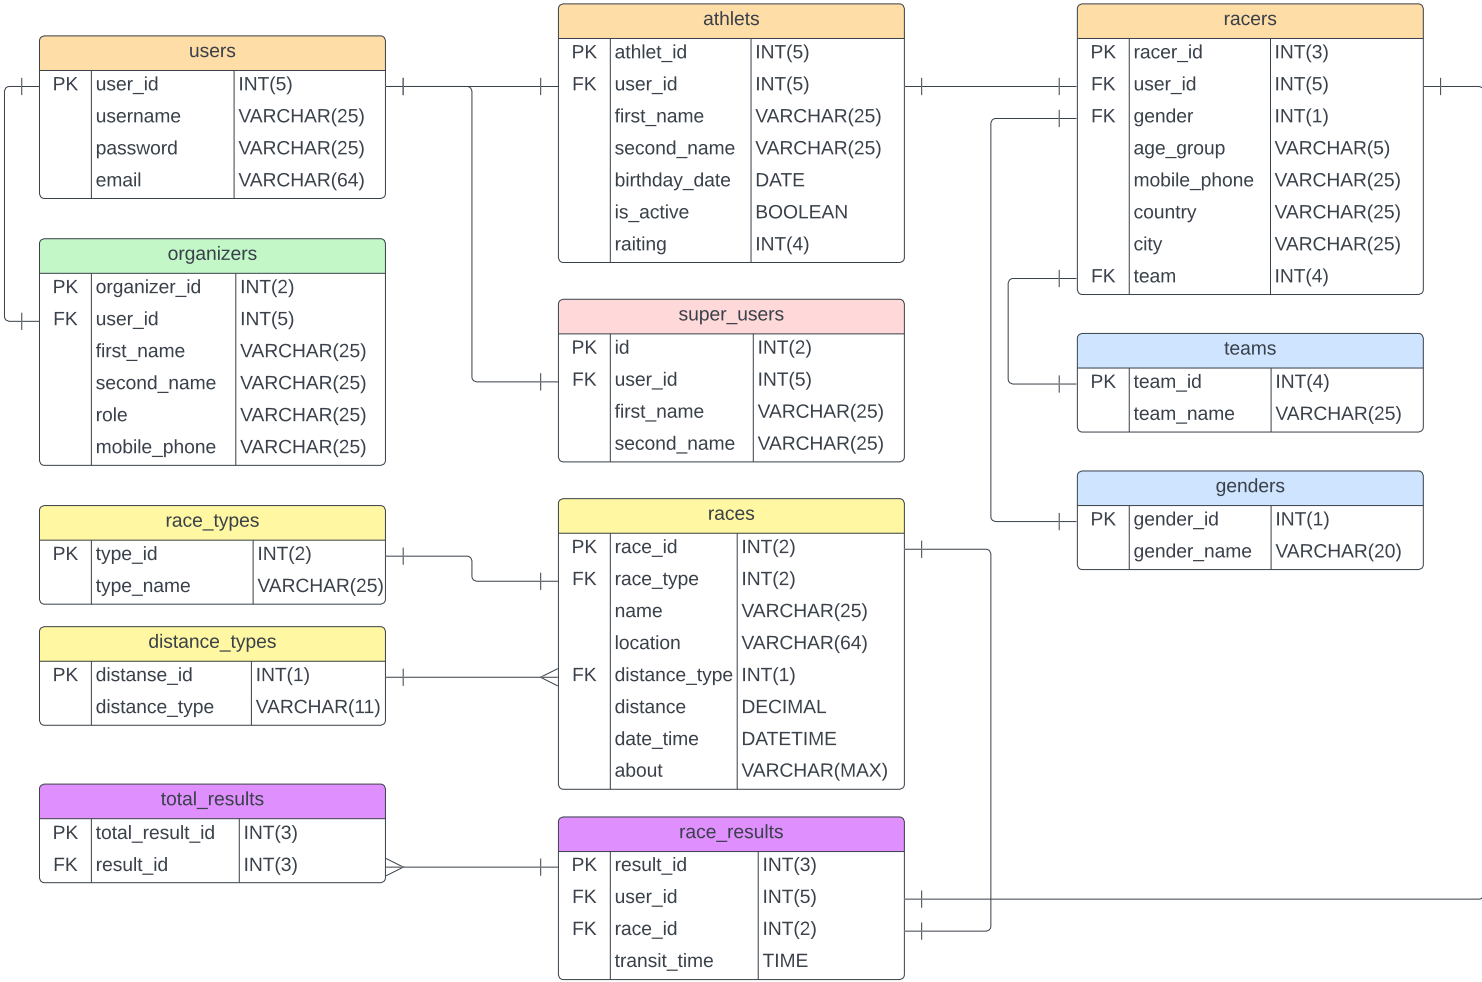 users
PK user_id INT(5)
username VARCHAR(25)
password VARCHAR(25)
email VARCHAR(64)
organizers
PK organizer_id INT(2)
FK user_id INT(5)
first_name VARCHAR(25)
second_name VARCHAR(25)
role VARCHAR(25)
mobile_phone VARCHAR(25)
race_types
PK type_id INT(2)
type_name VARCHAR(25)
distance_types
PK distanse_id INT(1)
distance_type VARCHAR(11)
total_results
PK total_result_id INT(3)
FK result_id INT(3)
athlets
PK athlet_id INT(5)
FK user_id INT(5)
first_name VARCHAR(25)
second_name VARCHAR(25)
birthday_date DATE
is_active BOOLEAN
raiting INT(4)
super_users
PK id INT(2)
FK user_id INT(5)
first_name VARCHAR(25)
second_name VARCHAR(25)
races
PK race_id INT(2)
FK race_type INT(2)
name VARCHAR(25)
location VARCHAR(64)
FK distance_type INT(1)
distance DECIMAL
date_time DATETIME
about VARCHAR(MAX)
race_results
PK result_id INT(3)
FK user_id INT(5)
FK race_id INT(2)
transit_time TIME
racers
PK racer_id INT(3)
FK user_id INT(5)
FK gender INT(1)
age_group VARCHAR(5)
mobile_phone VARCHAR(25)
country VARCHAR(25)
city VARCHAR(25)
FK team INT(4)
teams
PK team_id INT(4)
team_name VARCHAR(25)
genders
PK gender_id INT(1)
gender_name VARCHAR(20)